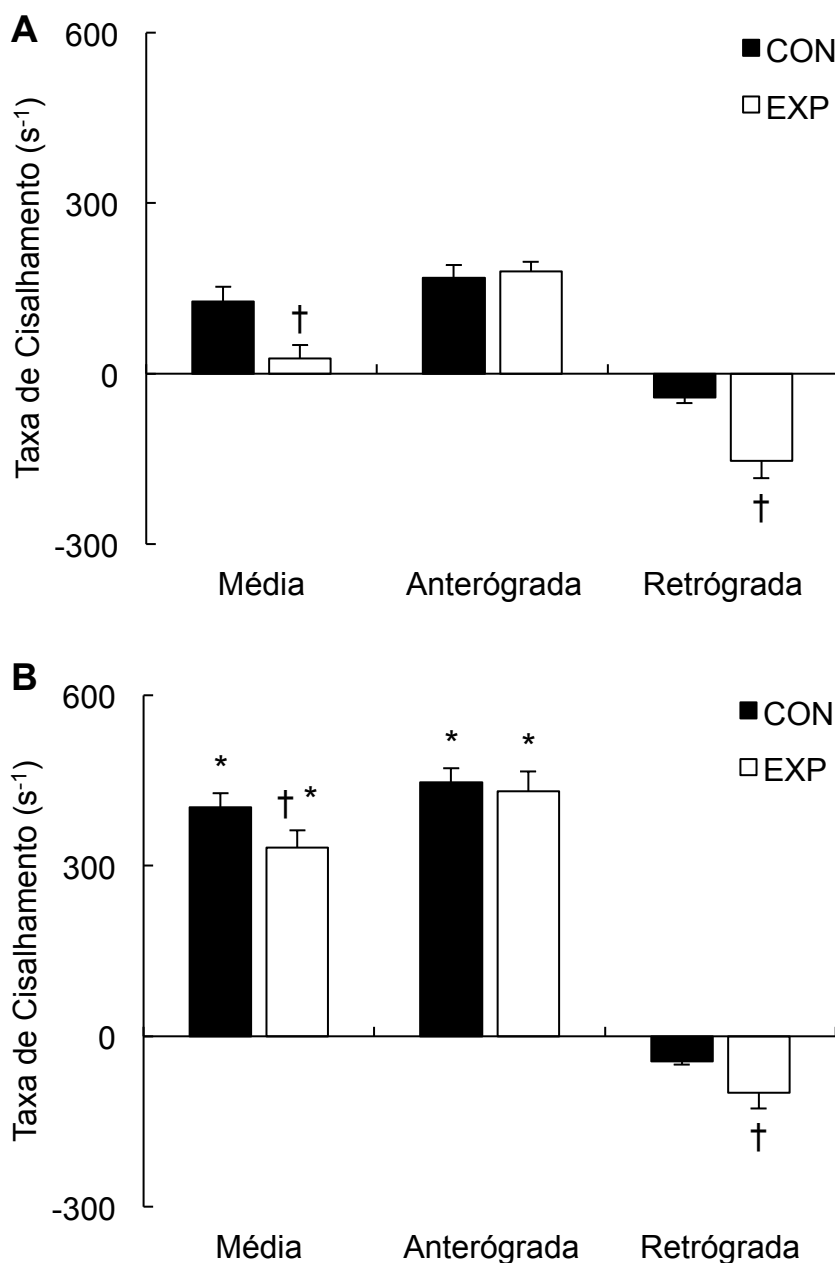 A
600
CON
EXP
Taxa de Cisalhamento (s-1)
300
†
0
†
-300
Média Anterógrada Retrógrada
B
600
CON
* *
*
EXP
† *
Taxa de Cisalhamento (s-1)
300
0
†
-300
Média Anterógrada Retrógrada